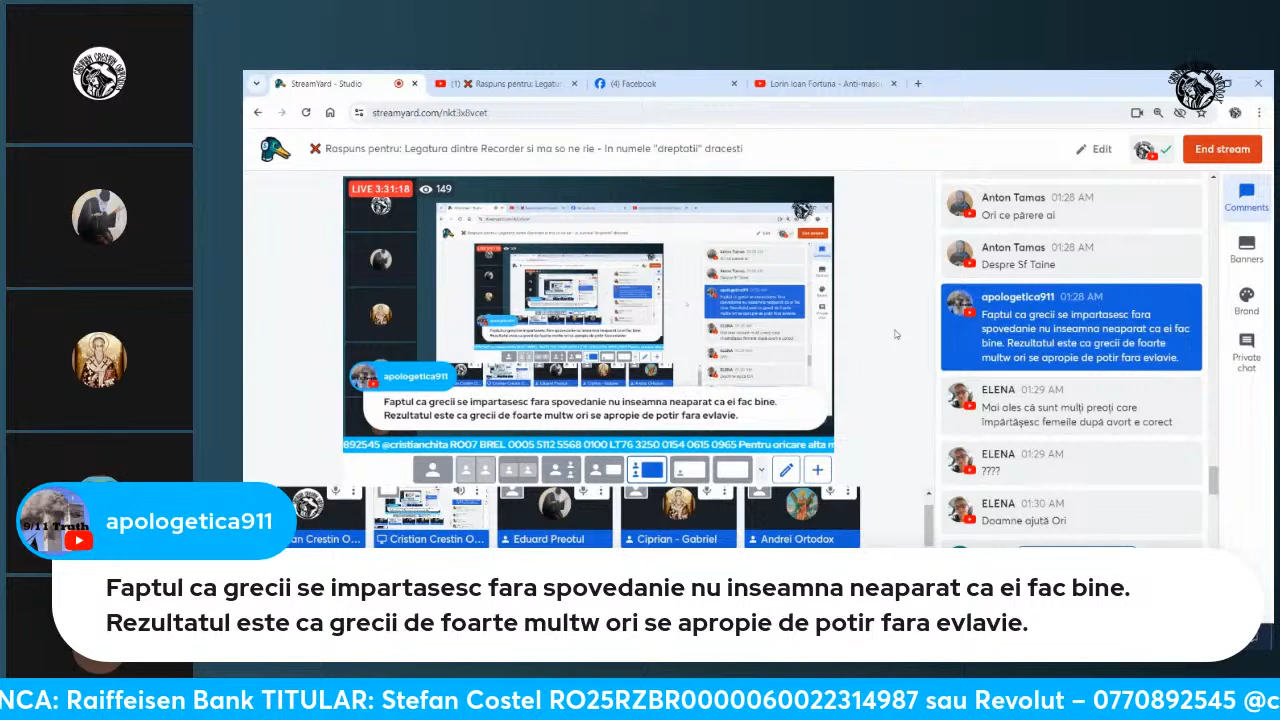 StreamYard - Studio
(1) ❌ Raspuns pentru: Legatur
(4) Facebook
Lorin Ioan Fortuna - Anti-maso
streamyard.com/nkt3x8vcet
❌ Raspuns pentru: Legatura dintre Recorder si ma so ne rie - In numele "dreptatii" dracesti
Edit
End stream
LIVE 3:31:18
149
apologetica911
Faptul ca grecii se impartasesc fara spovedanie nu inseamna neaparat ca ei fac bine.
Rezultatul este ca grecii de foarte multw ori se apropie de potir fara evlavie.
892545 @cristianchita RO07 BREL 0005 5112 5568 0100 LT76 3250 0154 0615 0965 Pentru oricare alta m
an Crestin O...
Cristian Crestin O...
Eduard Preotul
Ciprian - Gabriel
Andrei Ortodox
Anton Tamas 01:28 AM
Ori ce părere ai
Anton Tamas 01:28 AM
Despre Sf Taine
apologetica911 01:28 AM
Faptul ca grecii se impartasesc fara
spovedanie nu inseamna neaparat ca ei fac
bine. Rezultatul este ca grecii de foarte
multw ori se apropie de potir fara evlavie.
ELENA 01:29 AM
Mai ales că sunt mulți preoți care
împărtășesc femeile după avort e corect
ELENA 01:29 AM
????
ELENA 01:30 AM
Doamne ajută Ori
Comments
Banners
Brand
Private
chat
9/11 Truth
apologetica911
Faptul ca grecii se impartasesc fara spovedanie nu inseamna neaparat ca ei fac bine.
Rezultatul este ca grecii de foarte multw ori se apropie de potir fara evlavie.
NCA: Raiffeisen Bank TITULAR: Stefan Costel RO25RZBR0000060022314987 sau Revolut – 0770892545 @c